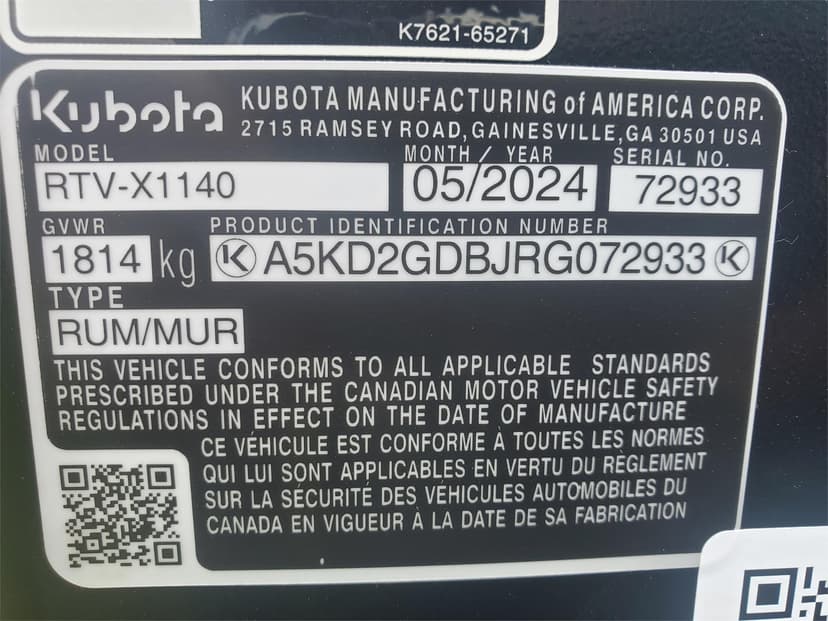 K7621-65271
Kubota KUBOTA MANUFACTURING of AMERICA CORP.
2715 RAMSEY ROAD, GAINESVILLE, GA 30501 USA
MODEL MONTH / YEAR SERIAL NO.
RTV-X1140 05/2024 72933
GVWR PRODUCT IDENTIFICATION NUMBER
1814 kg K A5KD2GDBJRG072933 K
TYPE
RUM/MUR
THIS VEHICLE CONFORMS TO ALL APPLICABLE STANDARDS
PRESCRIBED UNDER THE CANADIAN MOTOR VEHICLE SAFETY
REGULATIONS IN EFFECT ON THE DATE OF MANUFACTURE
CE VÉHICULE EST CONFORME À TOUTES LES NORMES
QUI LUI SONT APPLICABLES EN VERTU DU RÈGLEMENT
SUR LA SÉCURITÉ DES VÉHICULES AUTOMOBILES DU
CANADA EN VIGUEUR À LA DATE DE SA FABRICATION